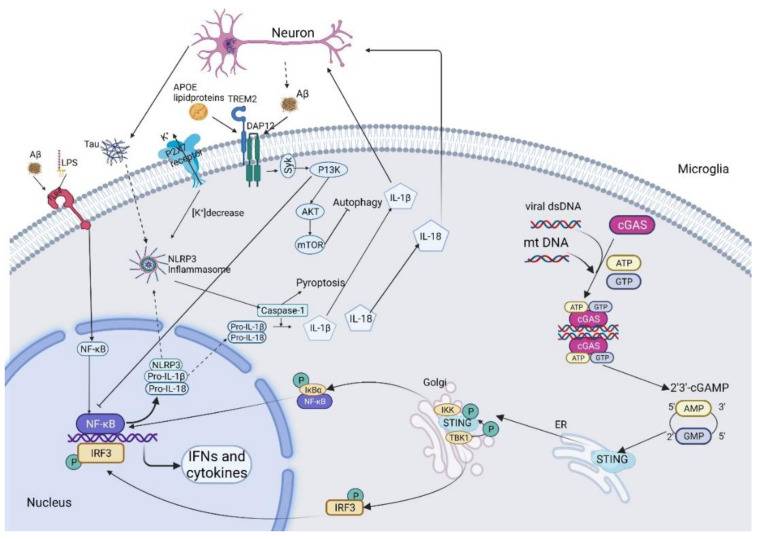 Neuron
APOE
lipidproteins
TREM2
Aβ
DAP12
K⁺
P2X7
receptor
Tau
Aβ
LPS
Syk
P13K
Microglia
[K⁺]decrease
Autophagy
IL-1β
AKT
mTOR
IL-18
viral dsDNA
cGAS
mt DNA
ATP
GTP
NLRP3
Inflammasome
Pyroptosis
Caspase-1
Pro-IL-1β
Pro-IL-18
IL-1β
IL-18
ATP
GTP
cGAS
cGAS
ATP
GTP
NF-κB
NLRP3
Pro-IL-1β
Pro-IL-18
2'3'-cGAMP
5'
AMP
3'
2'
GMP
5'
P
IκBα
NF-κB
Golgi
IKK
P
STING
TBK1
P
ER
STING
NF-κB
IRF3
P
IFNs and
cytokines
P
IRF3
Nucleus